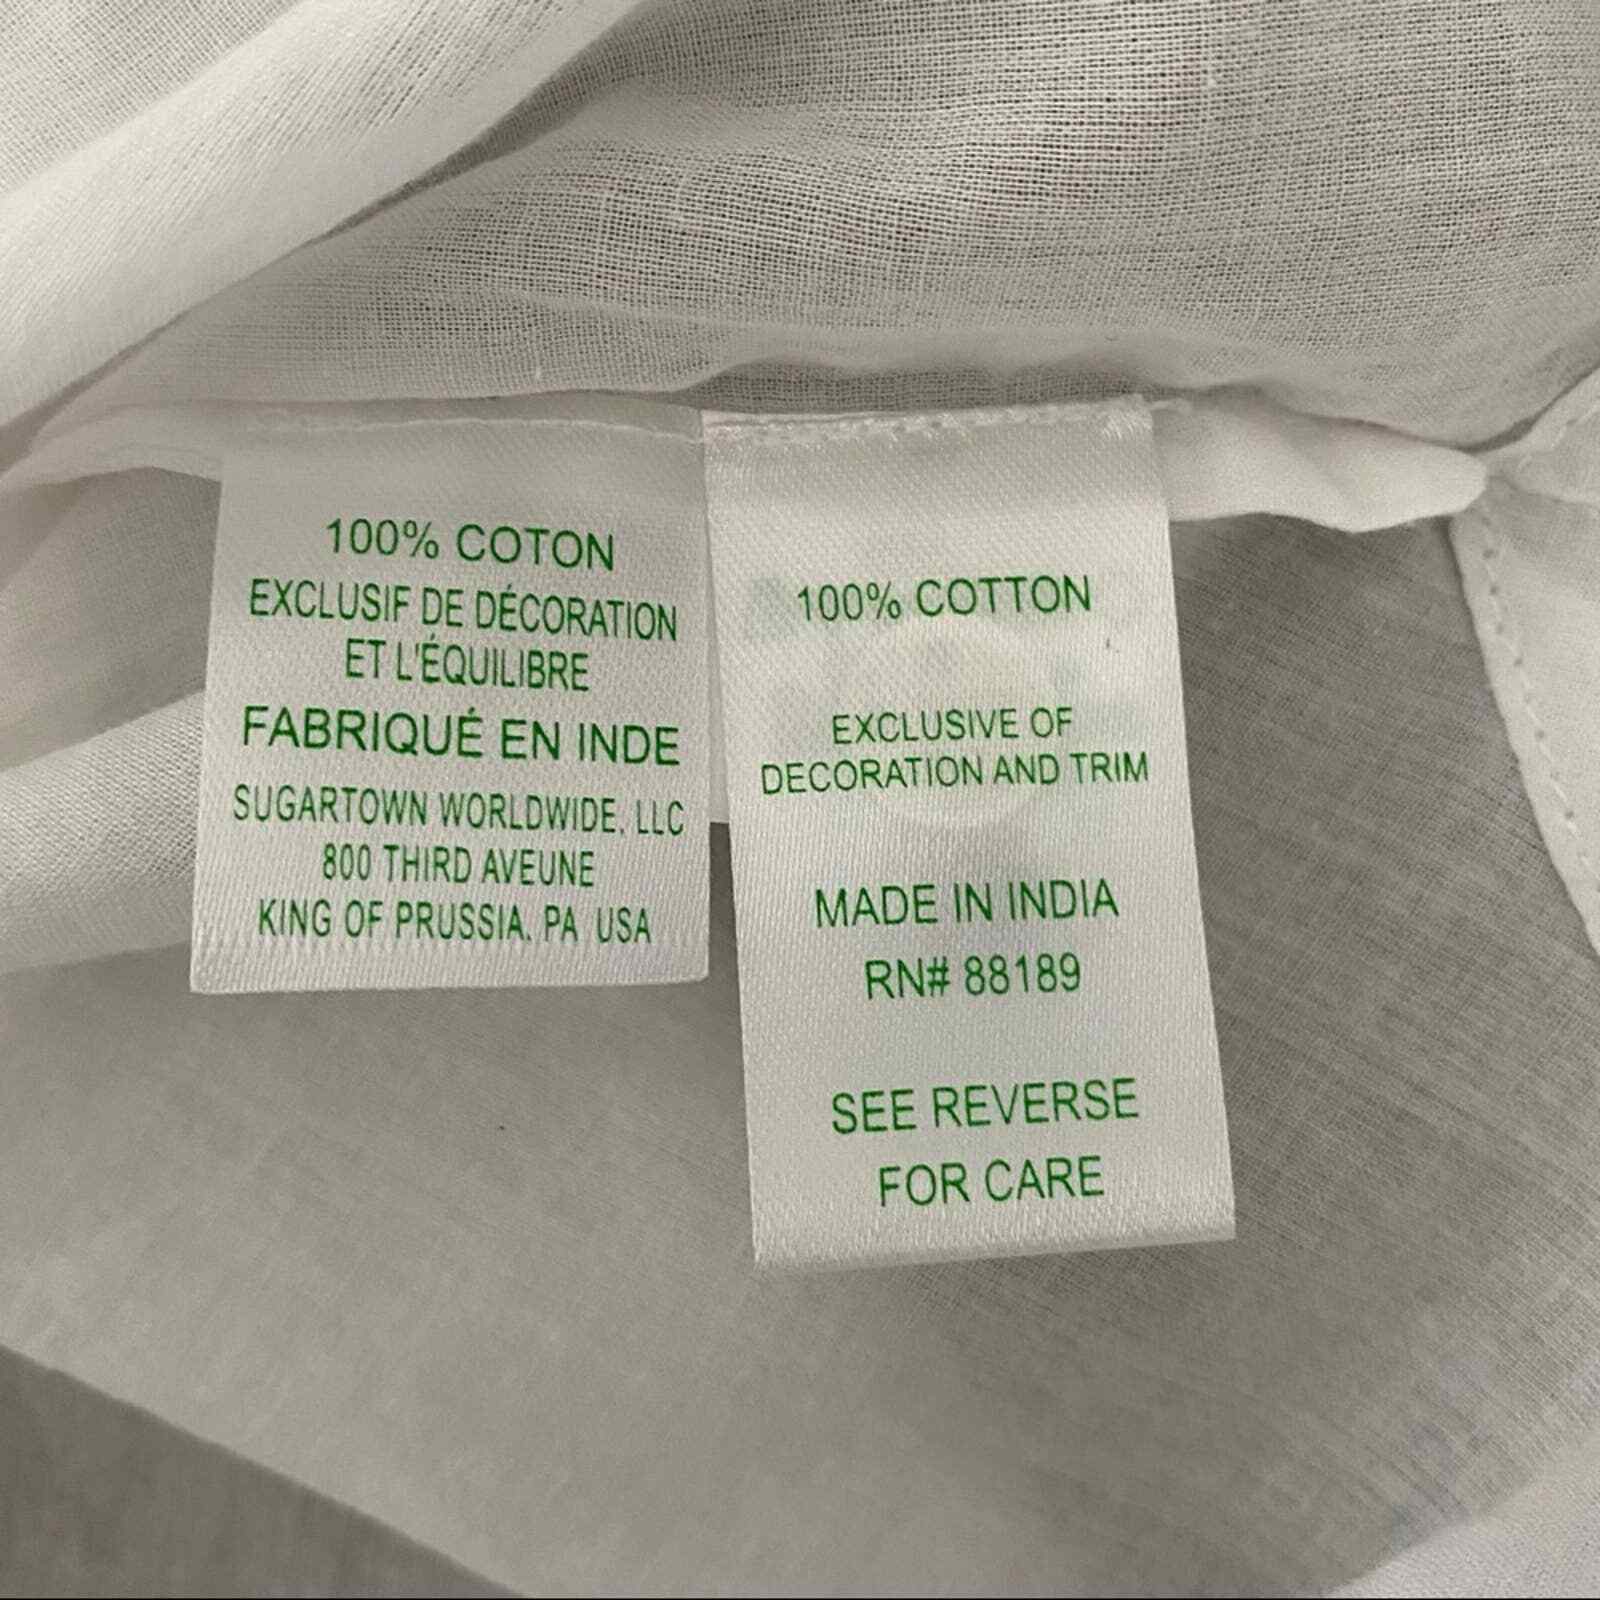 100% COTON
EXCLUSIF DE DÉCORATION
ET L'ÉQUILIBRE
FABRIQUÉ EN INDE
SUGARTOWN WORLDWIDE, LLC
800 THIRD AVEUNE
KING OF PRUSSIA, PA USA
100% COTTON
EXCLUSIVE OF
DECORATION AND TRIM
MADE IN INDIA
RN# 88189
SEE REVERSE
FOR CARE